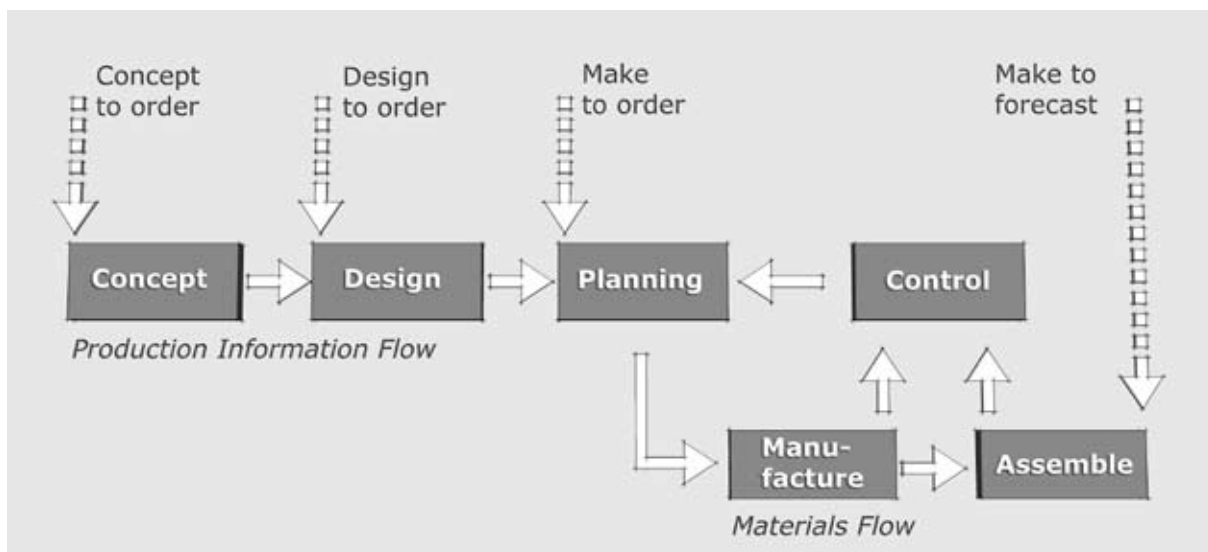 Concept
to order
Design
to order
Make
to order
Make to
forecast
Concept
Design
Planning
Control
Production Information Flow
Manu-
facture
Assemble
Materials Flow